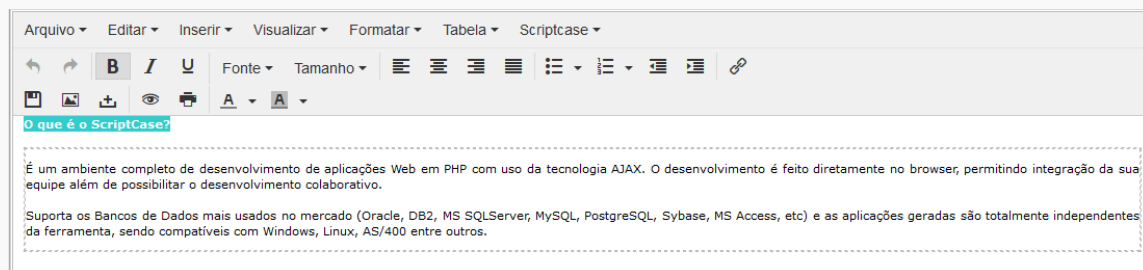 Arquivo Editar Inserir Visualizar Formatar Tabela Scriptcase
B I U Fonte Tamanho
A A
O que é o ScriptCase?
É um ambiente completo de desenvolvimento de aplicações Web em PHP com uso da tecnologia AJAX. O desenvolvimento é feito diretamente no browser, permitindo integração da sua
equipe além de possibilitar o desenvolvimento colaborativo.
Suporta os Bancos de Dados mais usados no mercado (Oracle, DB2, MS SQLServer, MySQL, PostgreSQL, Sybase, MS Access, etc) e as aplicações geradas são totalmente independentes
da ferramenta, sendo compatíveis com Windows, Linux, AS/400 entre outros.